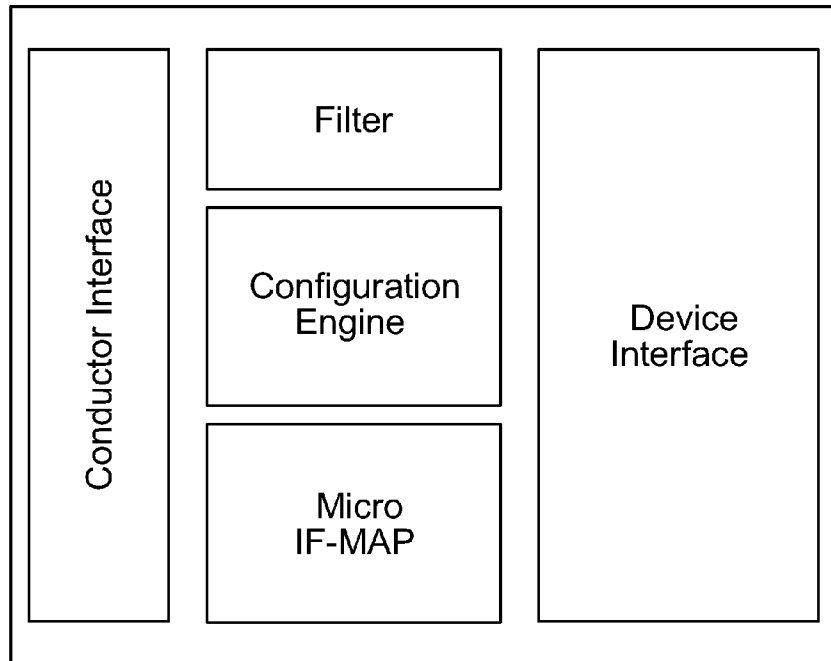 Conductor Interface
Filter
Configuration
Engine
Micro
IF-MAP
Device
Interface